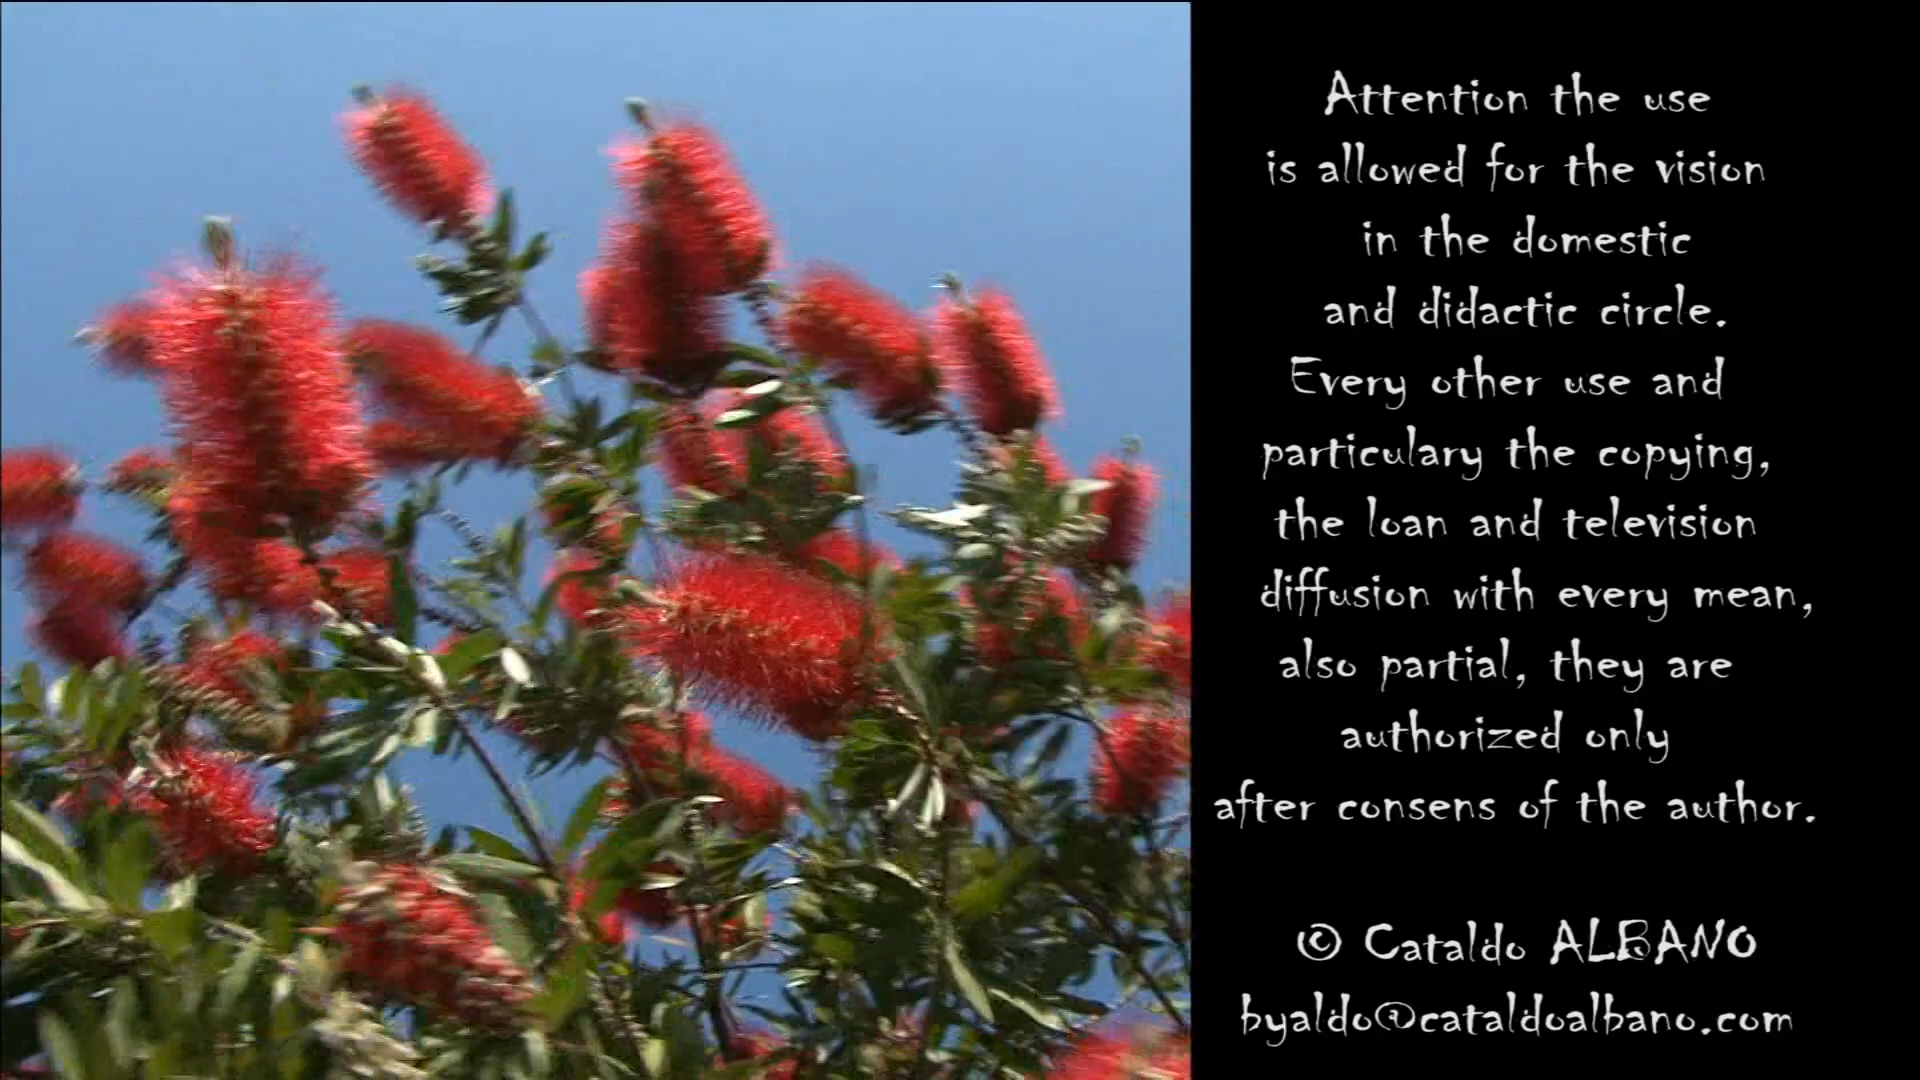 Attention the use
is allowed for the vision
in the domestic
and didactic circle.
Every other use and
particulary the copying,
the loan and television
diffusion with every mean,
also partial, they are
authorized only
after consens of the author.
© Cataldo ALBANO
byaldo@cataldoalbano.com